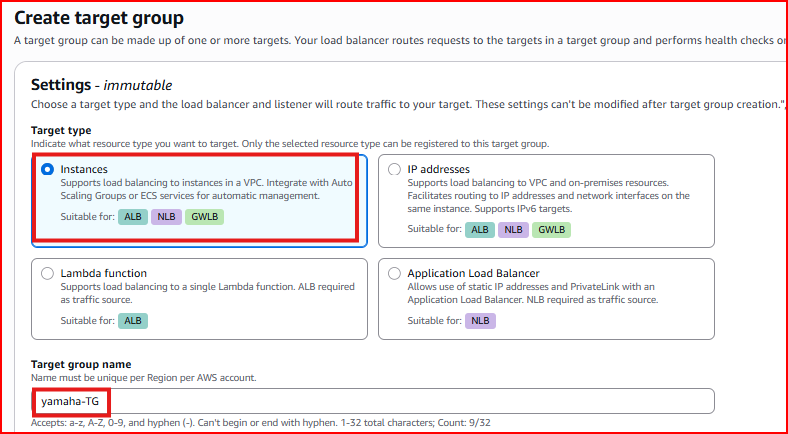 Create target group
A target group can be made up of one or more targets. Your load balancer routes requests to the targets in a target group and performs health checks
Settings - immutable
Choose a target type and the load balancer and listener will route traffic to your target. These settings can't be modified after target group creation.",
Target type
Indicate what resource type you want to target. Only the selected resource type can be registered to this target group.
Instances
Supports load balancing to instances in a VPC. Integrate with Auto
Scaling Groups or ECS services for automatic management.
Suitable for: ALB NLB GWLB
IP addresses
Supports load balancing to VPC and on-premises resources.
Facilitates routing to IP addresses and network interfaces on the
same instance. Supports IPv6 targets.
Suitable for: ALB NLB GWLB
Lambda function
Supports load balancing to a single Lambda function. ALB required
as traffic source.
Suitable for: ALB
Application Load Balancer
Allows use of static IP addresses and PrivateLink with an
Application Load Balancer. NLB required as traffic source.
Suitable for: NLB
Target group name
Name must be unique per Region per AWS account.
yamaha-TG
Accepts: a-z, A-Z, 0-9, and hyphen (-). Can't begin or end with hyphen. 1-32 total characters; Count: 9/32